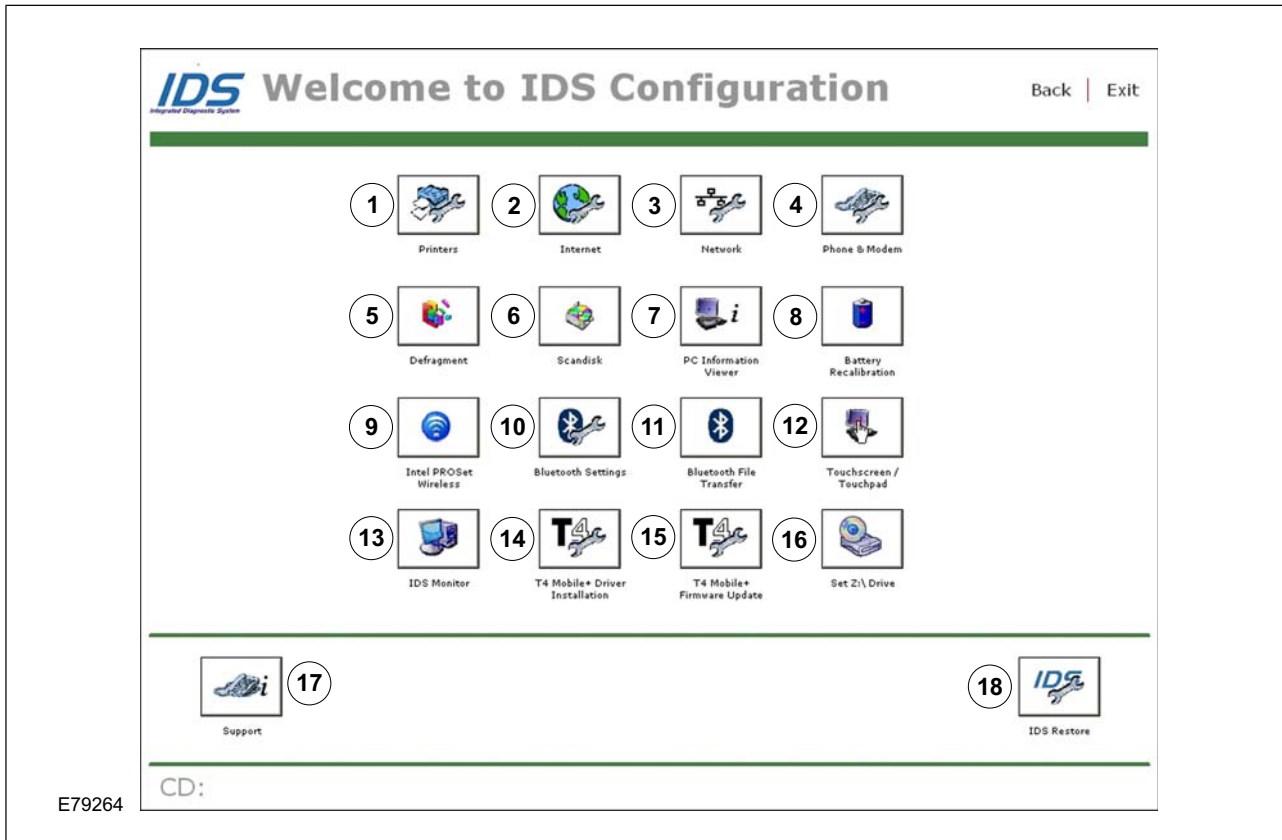 IDS
Integrated Diagnostic System
Welcome to IDS Configuration
Back | Exit
1
2
3
4
Printers
Internet
Network
Phone & Modem
5
6
7
i
8
Defragment
Scandisk
PC Information
Viewer
Battery
Recalibration
9
10
11
12
Intel PROSet
Wireless
Bluetooth Settings
Bluetooth File
Transfer
Touchscreen /
Touchpad
13
14
T4
15
T4
16
IDS Monitor
T4 Mobile+ Driver
Installation
T4 Mobile+
Firmware Update
Set Z:\ Drive
i
17
18
IDS
Support
IDS Restore
CD:
E79264